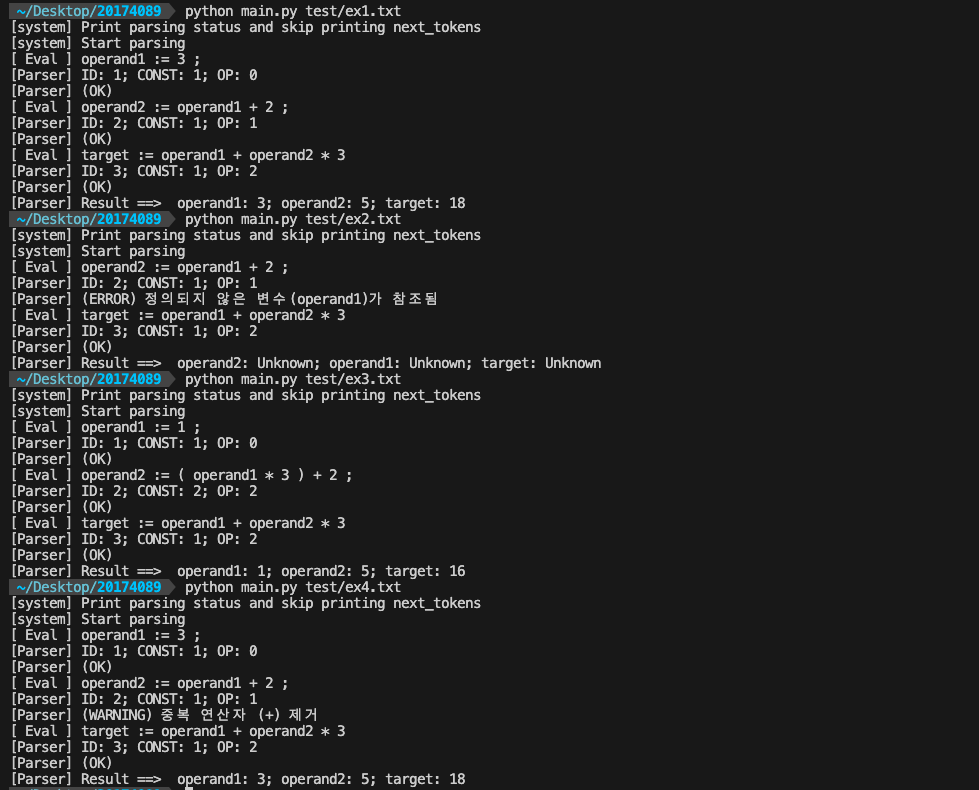 ~/Desktop/20174089 python main.py test/ex1.txt
[system] Print parsing status and skip printing next_tokens
[system] Start parsing
[ Eval ] operand1 := 3 ;
[Parser] ID: 1; CONST: 1; OP: 0
[Parser] (OK)
[ Eval ] operand2 := operand1 + 2 ;
[Parser] ID: 2; CONST: 1; OP: 1
[Parser] (OK)
[ Eval ] target := operand1 + operand2 * 3
[Parser] ID: 3; CONST: 1; OP: 2
[Parser] (OK)
[Parser] Result ==>  operand1: 3; operand2: 5; target: 18
~/Desktop/20174089 python main.py test/ex2.txt
[system] Print parsing status and skip printing next_tokens
[system] Start parsing
[ Eval ] operand2 := operand1 + 2 ;
[Parser] ID: 2; CONST: 1; OP: 1
[Parser] (ERROR) 정의되지 않은 변수(operand1)가 참조됨
[ Eval ] target := operand1 + operand2 * 3
[Parser] ID: 3; CONST: 1; OP: 2
[Parser] (OK)
[Parser] Result ==>  operand2: Unknown; operand1: Unknown; target: Unknown
~/Desktop/20174089 python main.py test/ex3.txt
[system] Print parsing status and skip printing next_tokens
[system] Start parsing
[ Eval ] operand1 := 1 ;
[Parser] ID: 1; CONST: 1; OP: 0
[Parser] (OK)
[ Eval ] operand2 := ( operand1 * 3 ) + 2 ;
[Parser] ID: 2; CONST: 2; OP: 2
[Parser] (OK)
[ Eval ] target := operand1 + operand2 * 3
[Parser] ID: 3; CONST: 1; OP: 2
[Parser] (OK)
[Parser] Result ==>  operand1: 1; operand2: 5; target: 16
~/Desktop/20174089 python main.py test/ex4.txt
[system] Print parsing status and skip printing next_tokens
[system] Start parsing
[ Eval ] operand1 := 3 ;
[Parser] ID: 1; CONST: 1; OP: 0
[Parser] (OK)
[ Eval ] operand2 := operand1 + 2 ;
[Parser] ID: 2; CONST: 1; OP: 1
[Parser] (WARNING) 중복 연산자 (+) 제거
[ Eval ] target := operand1 + operand2 * 3
[Parser] ID: 3; CONST: 1; OP: 2
[Parser] (OK)
[Parser] Result ==>  operand1: 3; operand2: 5; target: 18